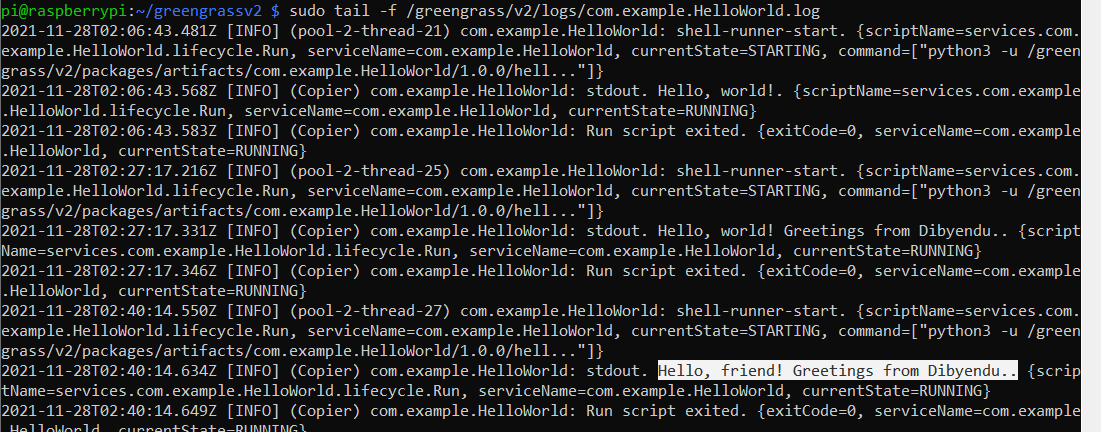 pi@raspberrypi:~/greengrassv2 $ sudo tail -f /greengrass/v2/logs/com.example.HelloWorld.log
2021-11-28T02:06:43.481Z [INFO] (pool-2-thread-21) com.example.HelloWorld: shell-runner-start. {scriptName=services.com.
example.HelloWorld.lifecycle.Run, serviceName=com.example.HelloWorld, currentState=STARTING, command=["python3 -u /green
grass/v2/packages/artifacts/com.example.HelloWorld/1.0.0/hell..."]}
2021-11-28T02:06:43.568Z [INFO] (Copier) com.example.HelloWorld: stdout. Hello, world!. {scriptName=services.com.example
.HelloWorld.lifecycle.Run, serviceName=com.example.HelloWorld, currentState=RUNNING}
2021-11-28T02:06:43.583Z [INFO] (Copier) com.example.HelloWorld: Run script exited. {exitCode=0, serviceName=com.example
.HelloWorld, currentState=RUNNING}
2021-11-28T02:27:17.216Z [INFO] (pool-2-thread-25) com.example.HelloWorld: shell-runner-start. {scriptName=services.com.
example.HelloWorld.lifecycle.Run, serviceName=com.example.HelloWorld, currentState=STARTING, command=["python3 -u /green
grass/v2/packages/artifacts/com.example.HelloWorld/1.0.0/hell..."]}
2021-11-28T02:27:17.331Z [INFO] (Copier) com.example.HelloWorld: stdout. Hello, world! Greetings from Dibyendu.. {script
Name=services.com.example.HelloWorld.lifecycle.Run, serviceName=com.example.HelloWorld, currentState=RUNNING}
2021-11-28T02:27:17.346Z [INFO] (Copier) com.example.HelloWorld: Run script exited. {exitCode=0, serviceName=com.example
.HelloWorld, currentState=RUNNING}
2021-11-28T02:40:14.550Z [INFO] (pool-2-thread-27) com.example.HelloWorld: shell-runner-start. {scriptName=services.com.
example.HelloWorld.lifecycle.Run, serviceName=com.example.HelloWorld, currentState=STARTING, command=["python3 -u /green
grass/v2/packages/artifacts/com.example.HelloWorld/1.0.0/hell..."]}
2021-11-28T02:40:14.634Z [INFO] (Copier) com.example.HelloWorld: stdout. Hello, friend! Greetings from Dibyendu.. {scrip
tName=services.com.example.HelloWorld.lifecycle.Run, serviceName=com.example.HelloWorld, currentState=RUNNING}
2021-11-28T02:40:14.649Z [INFO] (Copier) com.example.HelloWorld: Run script exited. {exitCode=0, serviceName=com.example
.HelloWorld, currentState=RUNNING}